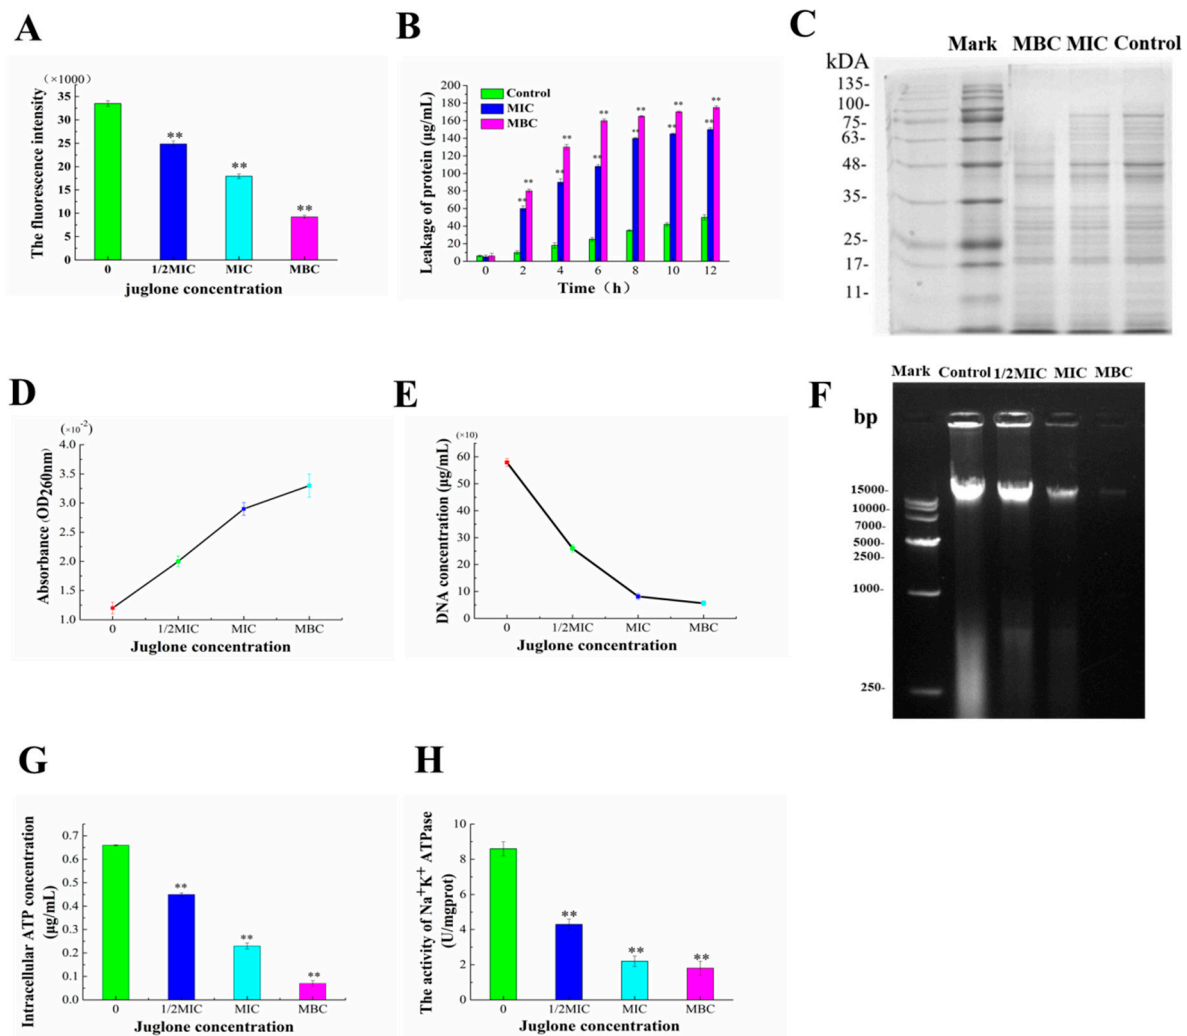 A
(×1000)
The fluorescence intensity
35
30
25
20
15
10
5
0
**
**
**
0 1/2MIC MIC MBC
juglone concentration
B
Leakage of protein (μg/mL)
200
180
160
140
120
100
80
60
40
20
0
Control
MIC
MBC
**
**
**
**
**
**
**
**
**
**
**
**
0 2 4 6 8 10 12
Time（h）
C
Mark MBC MIC Control
kDA
135-
100-
75-
63-
48-
35-
25-
17-
11-
D
(×10-2)
Absorbance (OD260nm)
4.0
3.5
3.0
2.5
2.0
1.5
1.0
0 1/2MIC MIC MBC
Juglone concentration
E
(×10)
DNA concentration (μg/mL)
60
50
40
30
20
10
0
0 1/2MIC MIC MBC
Juglone concentration
F
Mark Control 1/2MIC MIC MBC
bp
15000-
10000-
7000-
5000-
2500-
1000-
250-
G
Intracellular ATP concentration
(μg/mL)
0.7
0.6
0.5
0.4
0.3
0.2
0.1
0.0
**
**
**
0 1/2MIC MIC MBC
Juglone concentration
H
The activity of Na+K+ ATPase
(U/mgprot)
10
8
6
4
2
0
**
**
**
0 1/2MIC MIC MBC
Juglone concentration